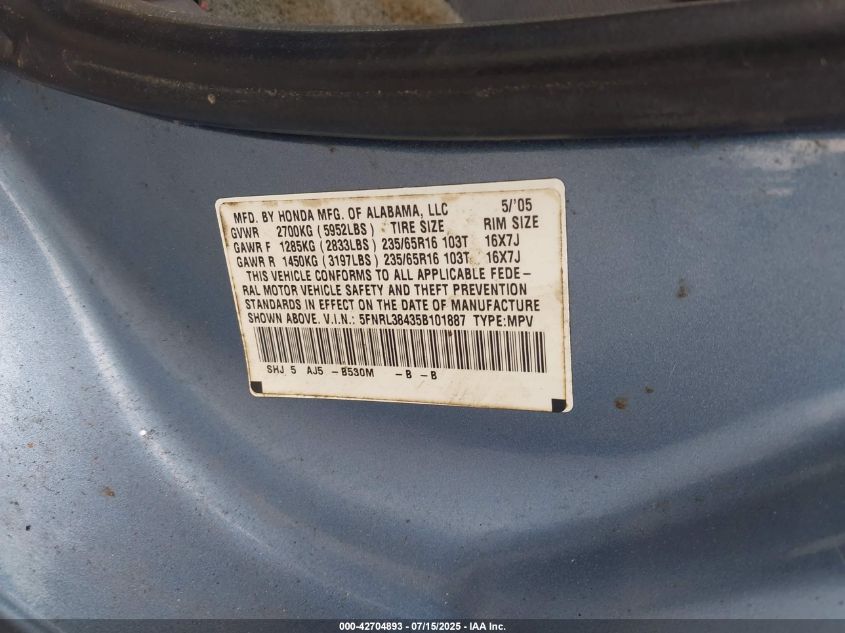 MFD. BY HONDA MFG. OF ALABAMA, LLC 5/'05
GVWR 2700KG (5952LBS) TIRE SIZE RIM SIZE
GAWR F 1285KG (2833LBS) 235/65R16 103T 16X7J
GAWR R 1450KG (3197LBS) 235/65R16 103T 16X7J
THIS VEHICLE CONFORMS TO ALL APPLICABLE FEDE-
RAL MOTOR VEHICLE SAFETY AND THEFT PREVENTION
STANDARDS IN EFFECT ON THE DATE OF MANUFACTURE
SHOWN ABOVE. V.I.N.: 5FNRL38435B101887 TYPE:MPV
SHJ 5 AJ5 -B530M -B -B
000-42704893 - 07/15/2025 - IAA Inc.